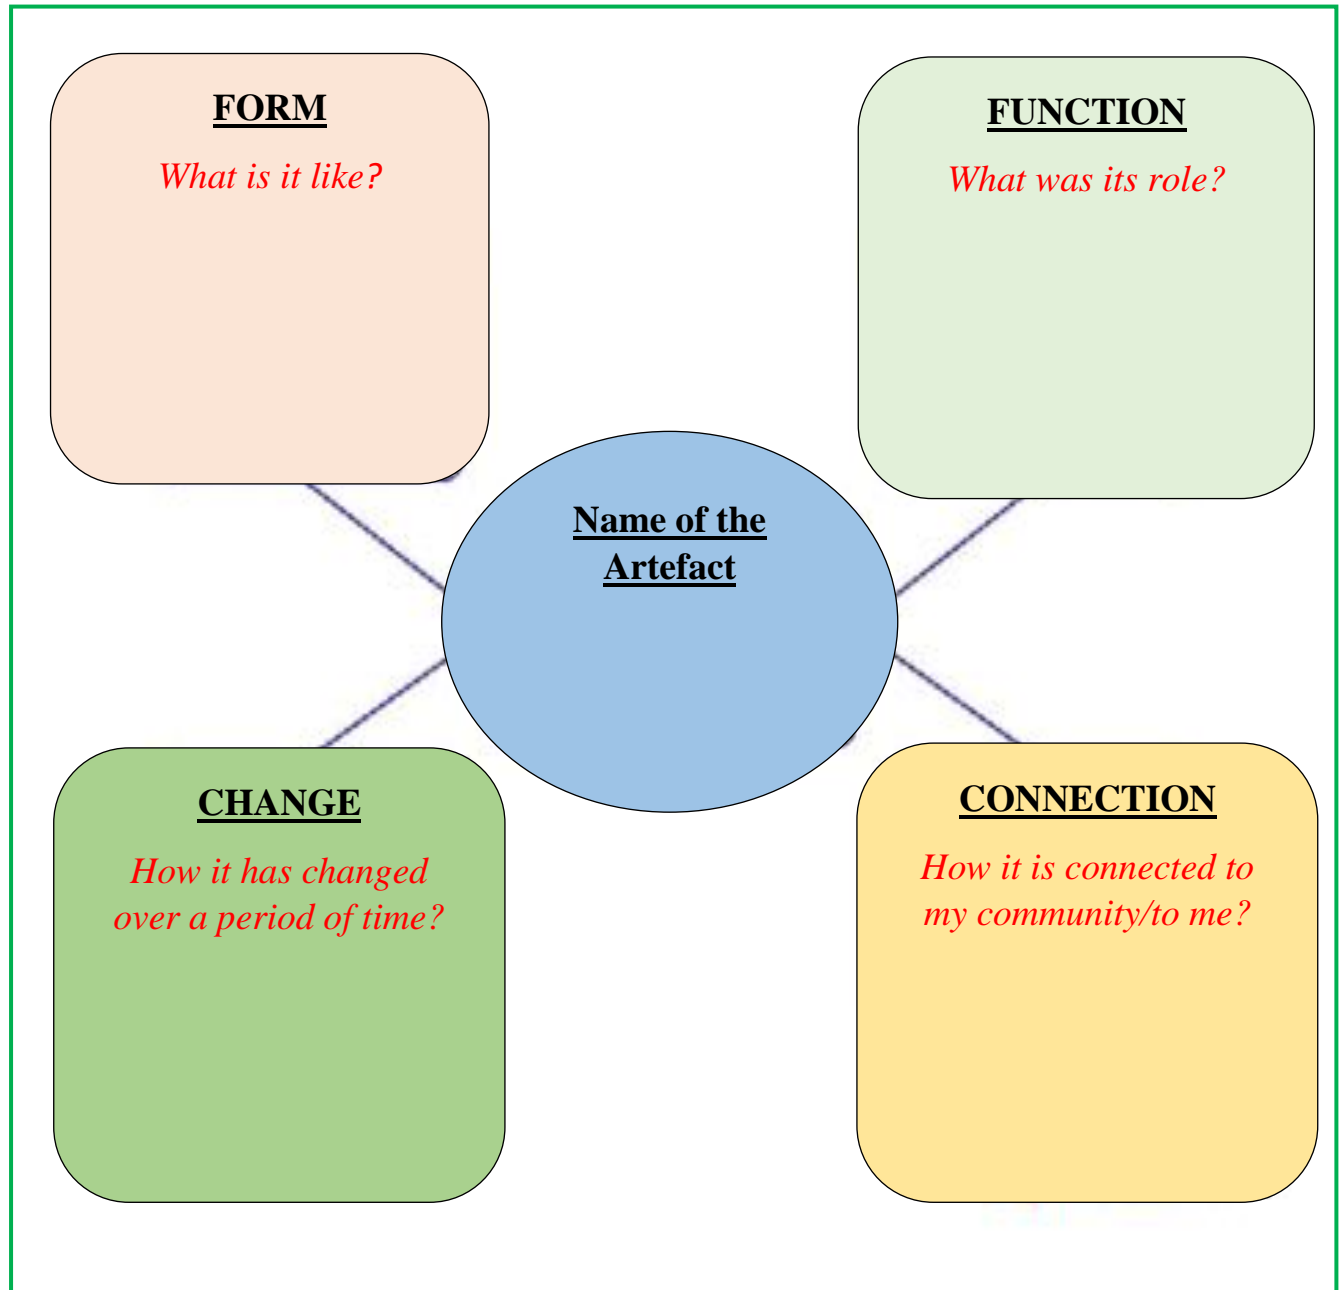 FORM
What is it like?
FUNCTION
What was its role?
Name of the
Artefact
CHANGE
How it has changed
over a period of time?
CONNECTION
How it is connected to
my community/to me?